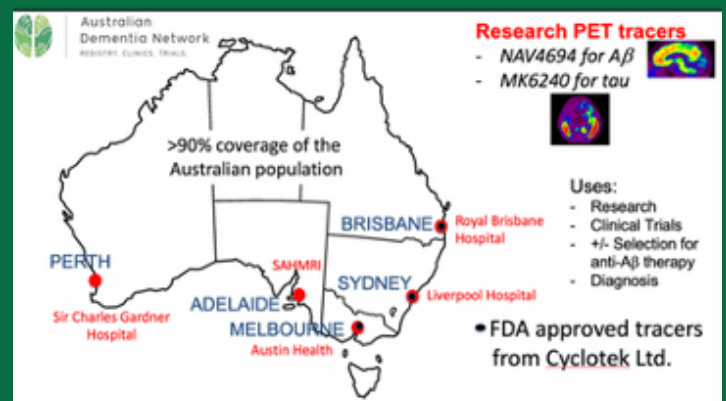 Australian
Dementia Network
REGISTRY. CLINICS. TRIALS.
Research PET tracers
- NAV4694 for Aβ
- MK6240 for tau
>90% coverage of the
Australian population
Uses:
- Research
- Clinical Trials
- +/- Selection for
anti-Aβ therapy
- Diagnosis
BRISBANE
Royal Brisbane
Hospital
PERTH
Sir Charles Gardner
Hospital
SAHMRI
ADELAIDE
SYDNEY
Liverpool Hospital
MELBOURNE
Austin Health
•FDA approved tracers
from Cyclotek Ltd.